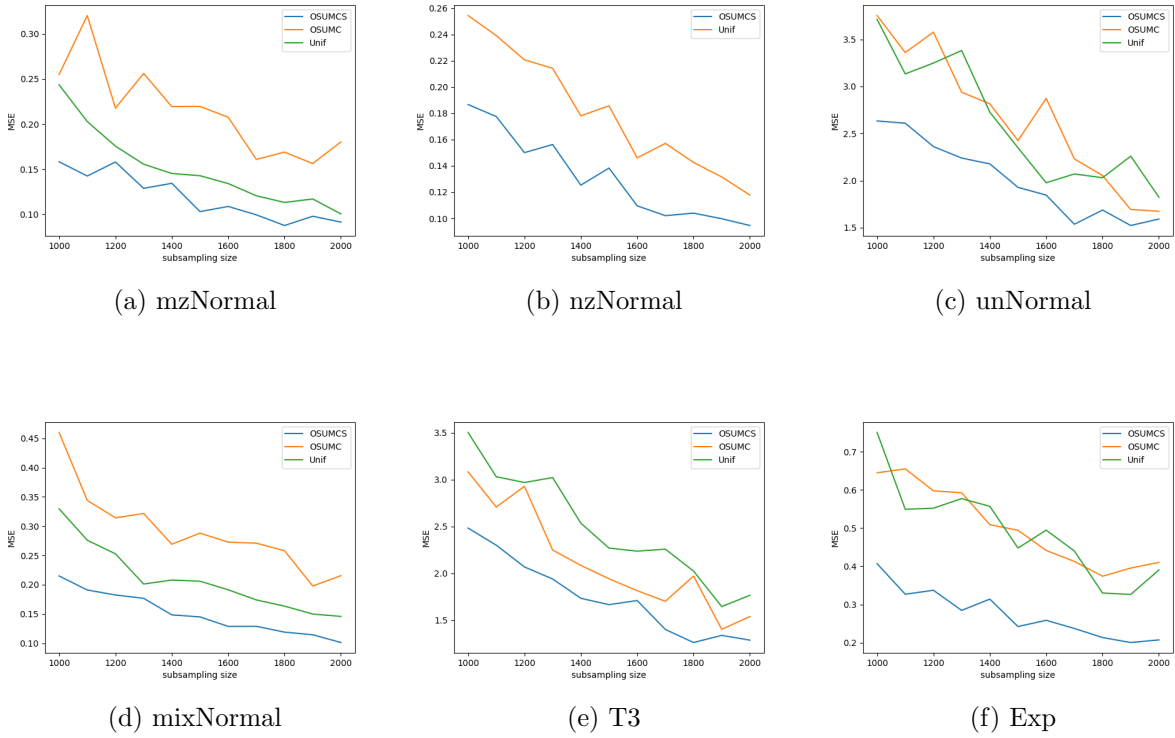 OSUMCS
OSUMC
Unif
MSE
0.30
0.25
0.20
0.15
0.10
1000 1200 1400 1600 1800 2000
subsampling size
(a) mzNormal
OSUMCS
Unif
MSE
0.26
0.24
0.22
0.20
0.18
0.16
0.14
0.12
0.10
1000 1200 1400 1600 1800 2000
subsampling size
(b) nzNormal
OSUMCS
OSUMC
Unif
MSE
3.5
3.0
2.5
2.0
1.5
1000 1200 1400 1600 1800 2000
subsampling size
(c) unNormal
OSUMCS
OSUMC
Unif
MSE
0.45
0.40
0.35
0.30
0.25
0.20
0.15
0.10
1000 1200 1400 1600 1800 2000
subsampling size
(d) mixNormal
OSUMCS
OSUMC
Unif
MSE
3.5
3.0
2.5
2.0
1.5
1000 1200 1400 1600 1800 2000
subsampling size
(e) T3
OSUMCS
OSUMC
Unif
MSE
0.7
0.6
0.5
0.4
0.3
0.2
1000 1200 1400 1600 1800 2000
subsampling size
(f) Exp